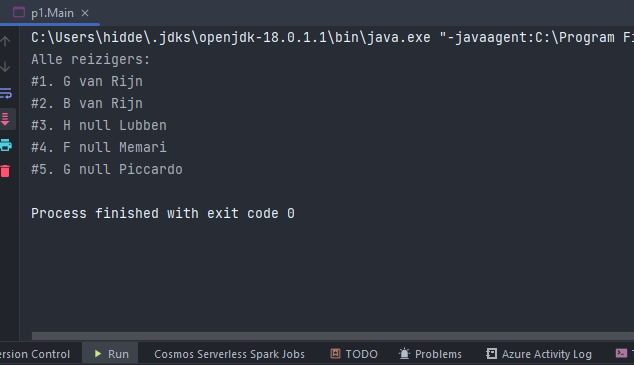 p1.Main ×
C:\Users\hidde\.jdks\openjdk-18.0.1.1\bin\java.exe "-javaagent:C:\Program Fi
Alle reizigers:
#1. G van Rijn
#2. B van Rijn
#3. H null Lubben
#4. F null Memari
#5. G null Piccardo
Process finished with exit code 0
ersion Control Run Cosmos Serverless Spark Jobs TODO Problems Azure Activity Log